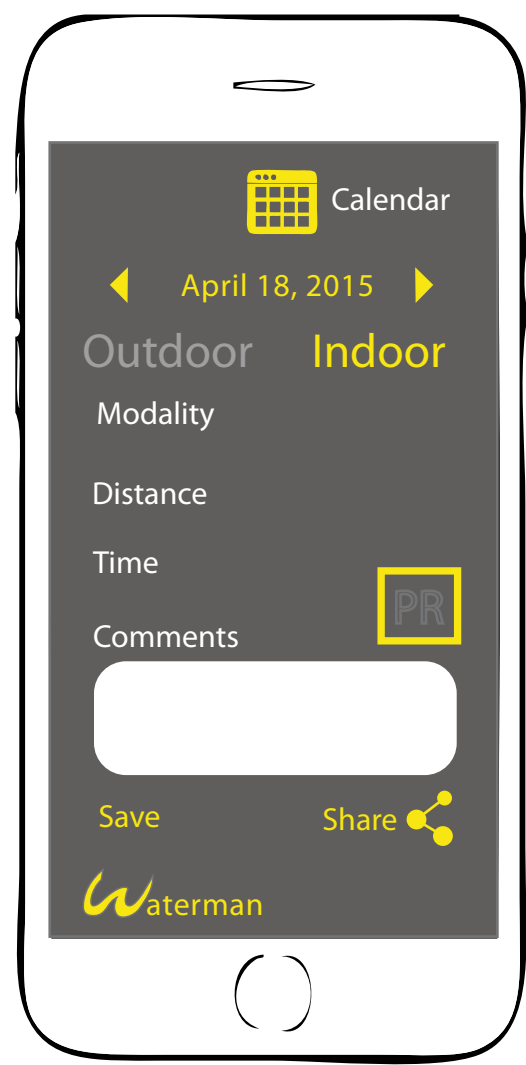 Calendar
April 18, 2015
Outdoor Indoor
Modality
Distance
Time
PR
Comments
Save Share
Waterman